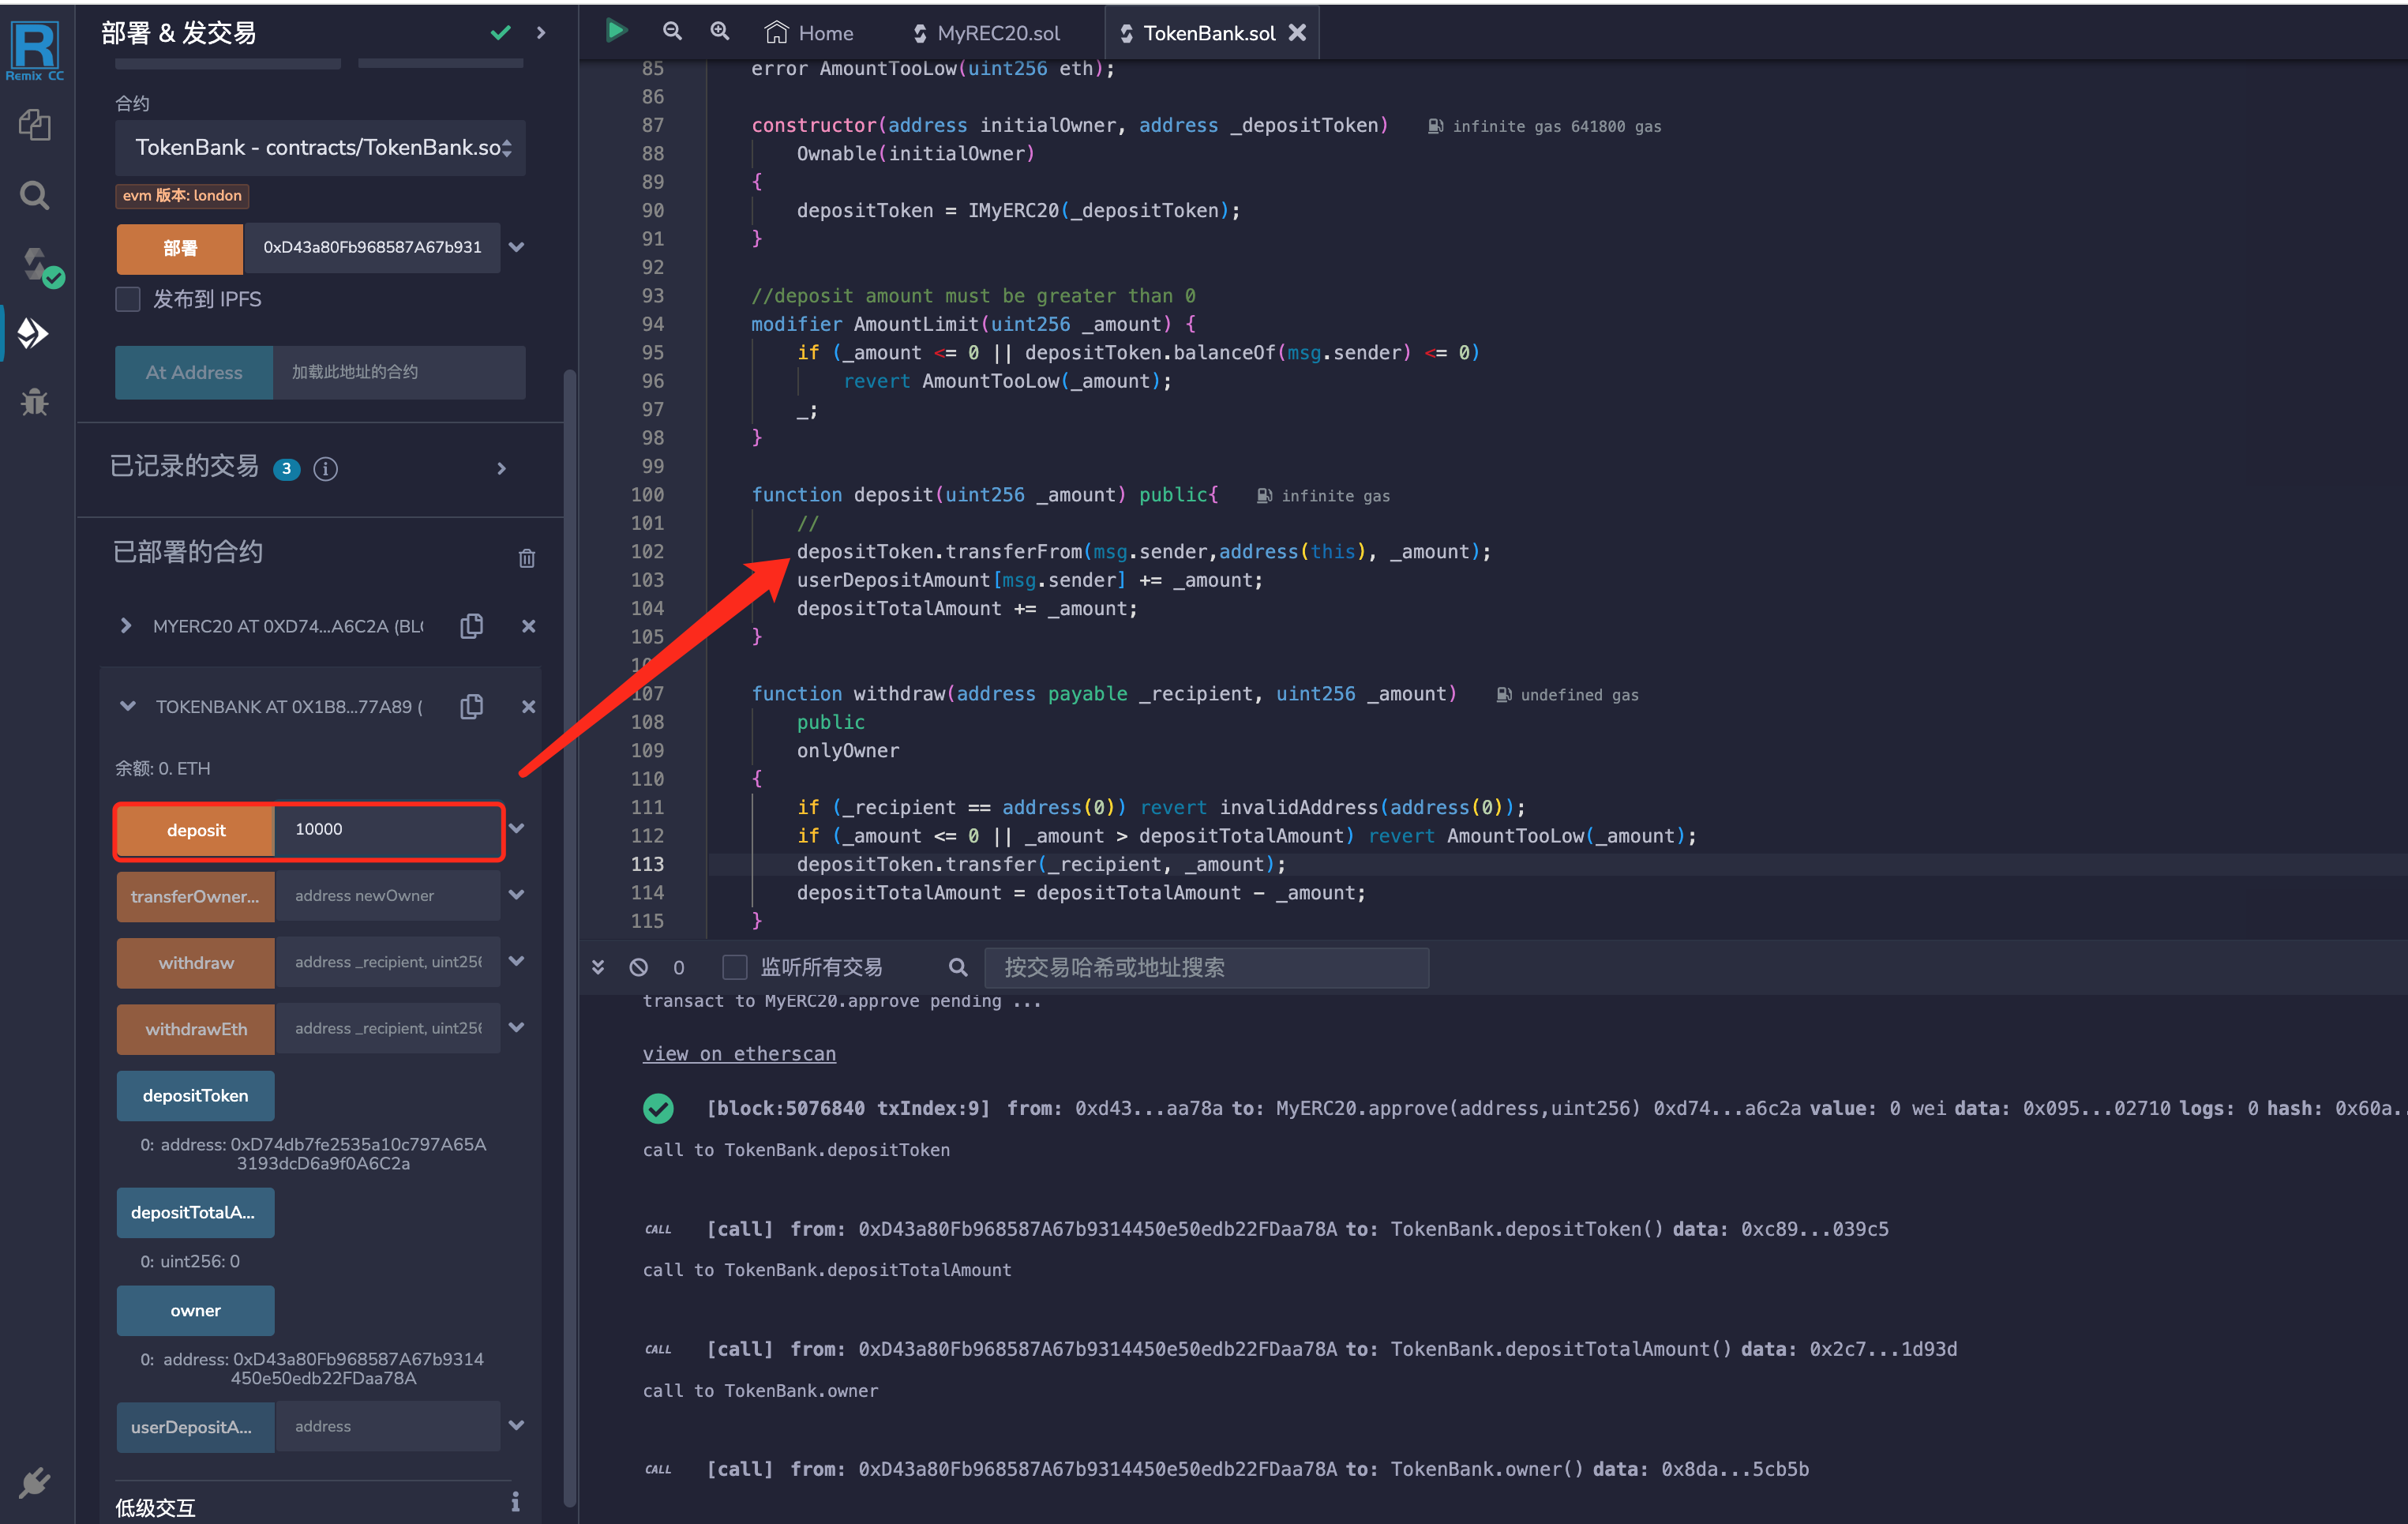 Remix CC
部署 & 发交易
合约
TokenBank - contracts/TokenBank.so
evm 版本: london
部署 0xD43a80Fb968587A67b931
发布到 IPFS
At Address 加载此地址的合约
已记录的交易 3
已部署的合约
MYERC20 AT 0XD74...A6C2A (BL
TOKENBANK AT 0X1B8...77A89 (
余额: 0. ETH
deposit 10000
transferOwner... address newOwner
withdraw address _recipient, uint256
withdrawEth address _recipient, uint256
depositToken
0: address: 0xD74db7fe2535a10c797A65A
3193dcD6a9f0A6C2a
depositTotalA...
0: uint256: 0
owner
0: address: 0xD43a80Fb968587A67b9314
450e50edb22FDaa78A
userDepositA... address
低级交互
Home MyREC20.sol TokenBank.sol
85 error AmountTooLow(uint256 eth);
86
87 constructor(address initialOwner, address _depositToken) infinite gas 641800 gas
88 Ownable(initialOwner)
89 {
90 depositToken = IMyERC20(_depositToken);
91 }
92
93 //deposit amount must be greater than 0
94 modifier AmountLimit(uint256 _amount) {
95 if (_amount <= 0 || depositToken.balanceOf(msg.sender) <= 0)
96 revert AmountTooLow(_amount);
97 _;
98 }
99
100 function deposit(uint256 _amount) public{ infinite gas
101 //
102 depositToken.transferFrom(msg.sender,address(this), _amount);
103 userDepositAmount[msg.sender] += _amount;
104 depositTotalAmount += _amount;
105 }
107 function withdraw(address payable _recipient, uint256 _amount) undefined gas
108 public
109 onlyOwner
110 {
111 if (_recipient == address(0)) revert invalidAddress(address(0));
112 if (_amount <= 0 || _amount > depositTotalAmount) revert AmountTooLow(_amount);
113 depositToken.transfer(_recipient, _amount);
114 depositTotalAmount = depositTotalAmount - _amount;
115 }
0 监听所有交易 按交易哈希或地址搜索
transact to MyERC20.approve pending ...
view on etherscan
[block:5076840 txIndex:9] from: 0xd43...aa78a to: MyERC20.approve(address,uint256) 0xd74...a6c2a value: 0 wei data: 0x095...02710 logs: 0 hash: 0x60a..
call to TokenBank.depositToken
CALL [call] from: 0xD43a80Fb968587A67b9314450e50edb22FDaa78A to: TokenBank.depositToken() data: 0xc89...039c5
call to TokenBank.depositTotalAmount
CALL [call] from: 0xD43a80Fb968587A67b9314450e50edb22FDaa78A to: TokenBank.depositTotalAmount() data: 0x2c7...1d93d
call to TokenBank.owner
CALL [call] from: 0xD43a80Fb968587A67b9314450e50edb22FDaa78A to: TokenBank.owner() data: 0x8da...5cb5b